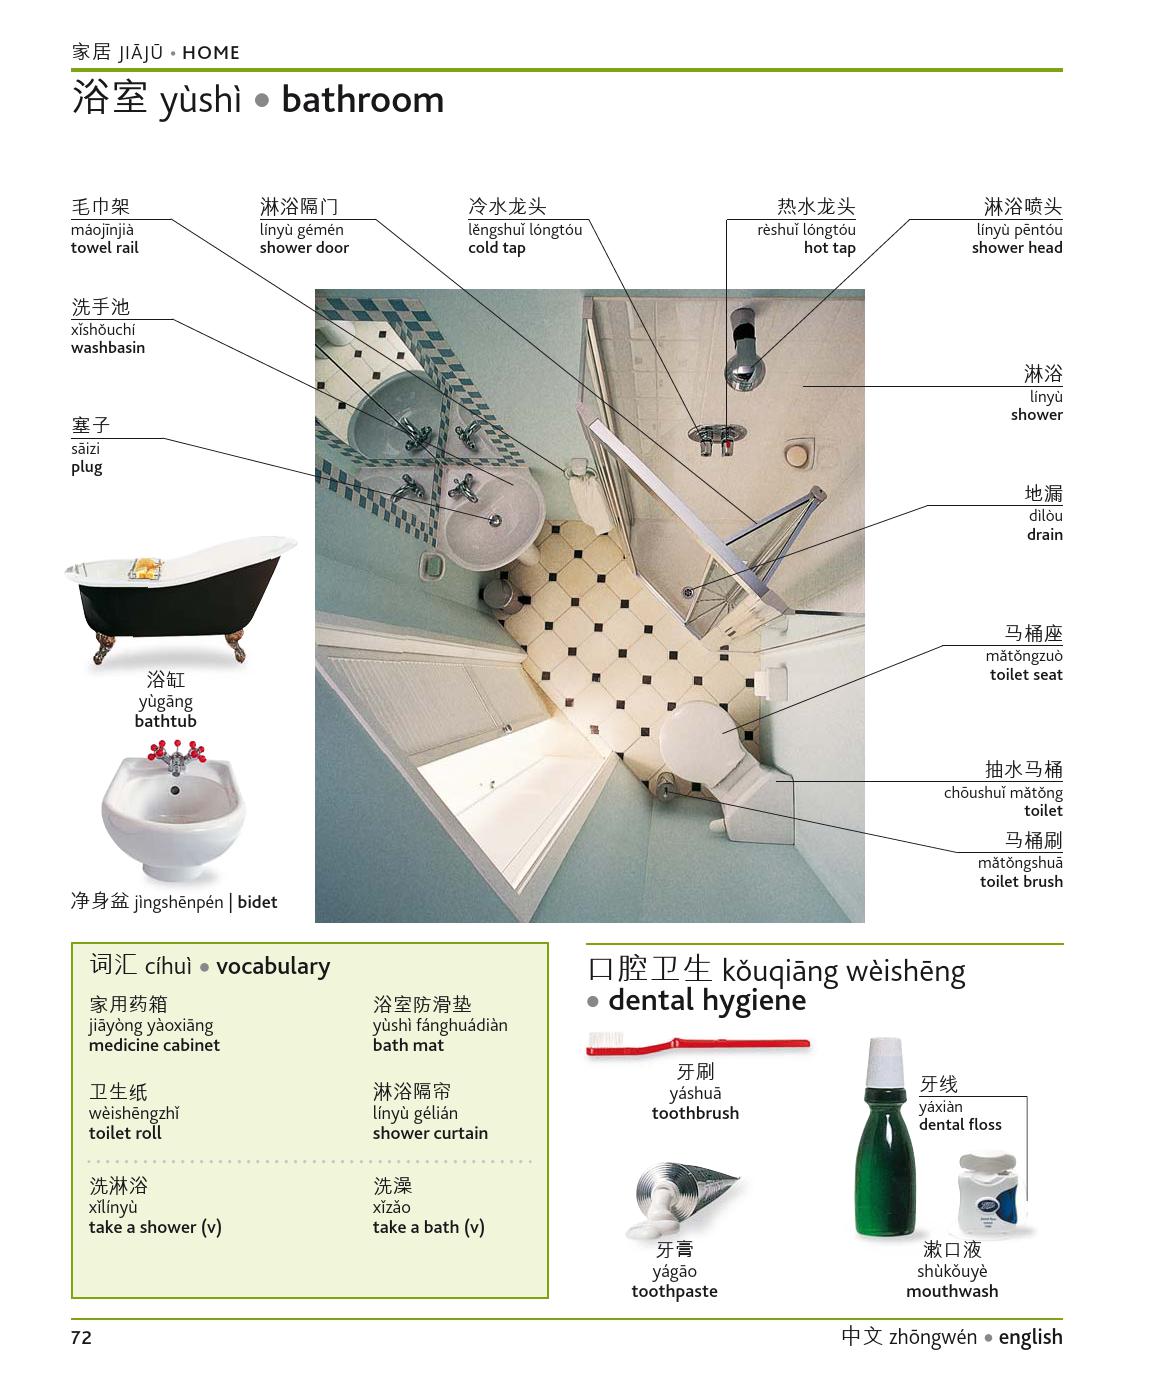 家居 JIĀJŪ • HOME
浴室 yùshì • bathroom
毛巾架
máojīnjià
towel rail
淋浴隔门
línyù gémén
shower door
冷水龙头
lěngshuǐ lóngtóu
cold tap
热水龙头
rèshuǐ lóngtóu
hot tap
淋浴喷头
línyù pēntóu
shower head
洗手池
xǐshǒuchí
washbasin
淋浴
línyù
shower
塞子
sāizi
plug
地漏
dìlòu
drain
马桶座
mǎtǒngzuò
toilet seat
浴缸
yùgāng
bathtub
抽水马桶
chōushuǐ mǎtǒng
toilet
马桶刷
mǎtǒngshuā
toilet brush
净身盆 jìngshēnpén | bidet
词汇 cíhuì • vocabulary
家用药箱
jiāyòng yàoxiāng
medicine cabinet
浴室防滑垫
yùshì fánghuádiàn
bath mat
卫生纸
wèishēngzhǐ
toilet roll
淋浴隔帘
línyù gélián
shower curtain
洗淋浴
xǐlínyù
take a shower (v)
洗澡
xǐzǎo
take a bath (v)
口腔卫生 kǒuqiāng wèishēng
• dental hygiene
牙刷
yáshuā
toothbrush
牙线
yáxiàn
dental floss
牙膏
yágāo
toothpaste
漱口液
shùkǒuyè
mouthwash
72
中文 zhōngwén • english